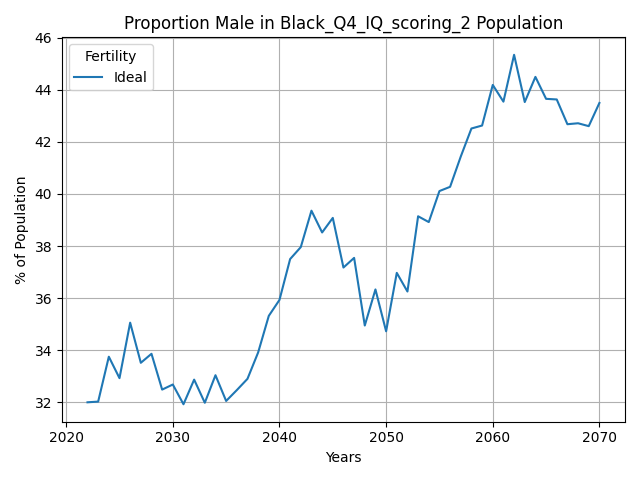 Proportion Male in Black_Q4_IQ_scoring_2 Population
46
44
42
40
38
36
34
32
% of Population
Fertility
Ideal
2020
2030
2040
2050
2060
2070
Years